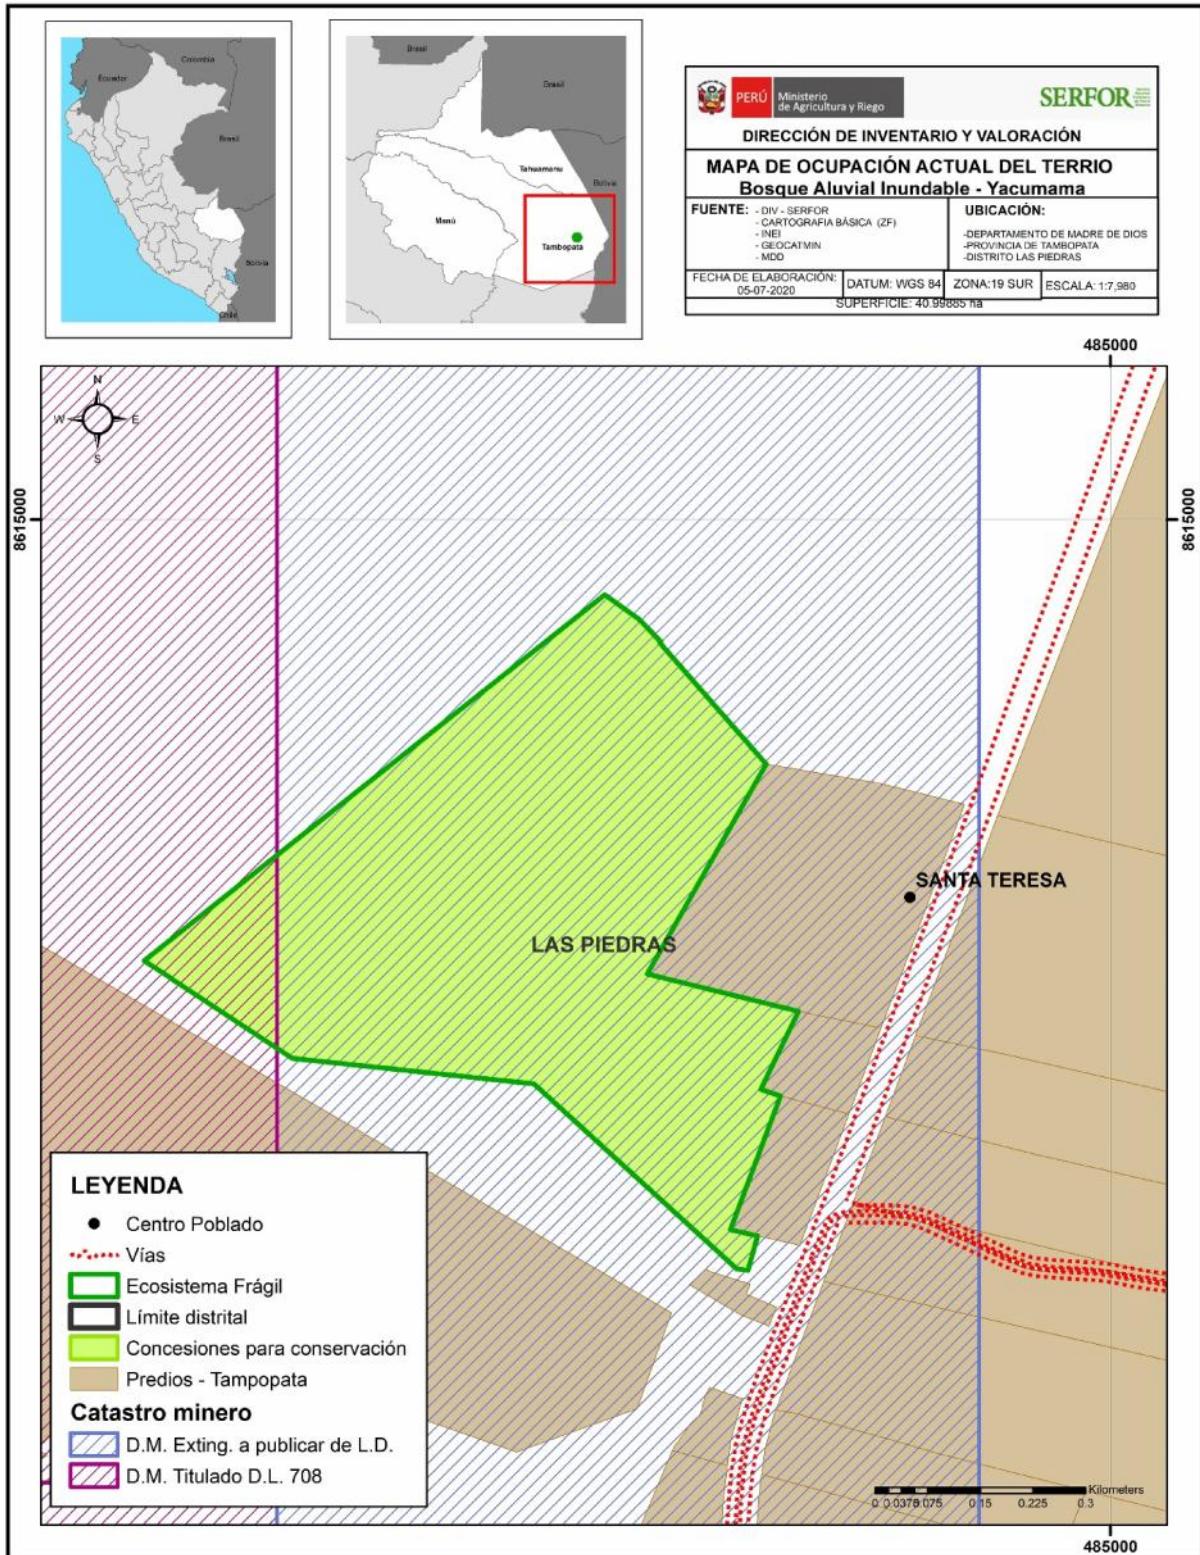 Colombia
Ecuador
Brasil
Bolivia
Chile
Brasil
Brasil
Tahuamanu
Bolivia
Manú
Tambopata
PERÚ
Ministerio
de Agricultura y Riego
SERFOR
DIRECCIÓN DE INVENTARIO Y VALORACIÓN
MAPA DE OCUPACIÓN ACTUAL DEL TERRIO
Bosque Aluvial Inundable - Yacumama
FUENTE: - DIV - SERFOR
- CARTOGRAFIA BÁSICA (ZF)
- INEI
- GEOCATMIN
- MDD
UBICACIÓN:
-DEPARTAMENTO DE MADRE DE DIOS
-PROVINCIA DE TAMBOPATA
-DISTRITO LAS PIEDRAS
FECHA DE ELABORACIÓN:
05-07-2020
DATUM: WGS 84
ZONA:19 SUR
ESCALA: 1:7,980
SUPERFICIE: 40.99885 ha
485000
N
W E
S
8615000
8615000
SANTA TERESA
LAS PIEDRAS
LEYENDA
Centro Poblado
Vías
Ecosistema Frágil
Límite distrital
Concesiones para conservación
Predios - Tampopata
Catastro minero
D.M. Exting. a publicar de L.D.
D.M. Titulado D.L. 708
Kilometers
0 0.0375 0.075 0.15 0.225 0.3
485000